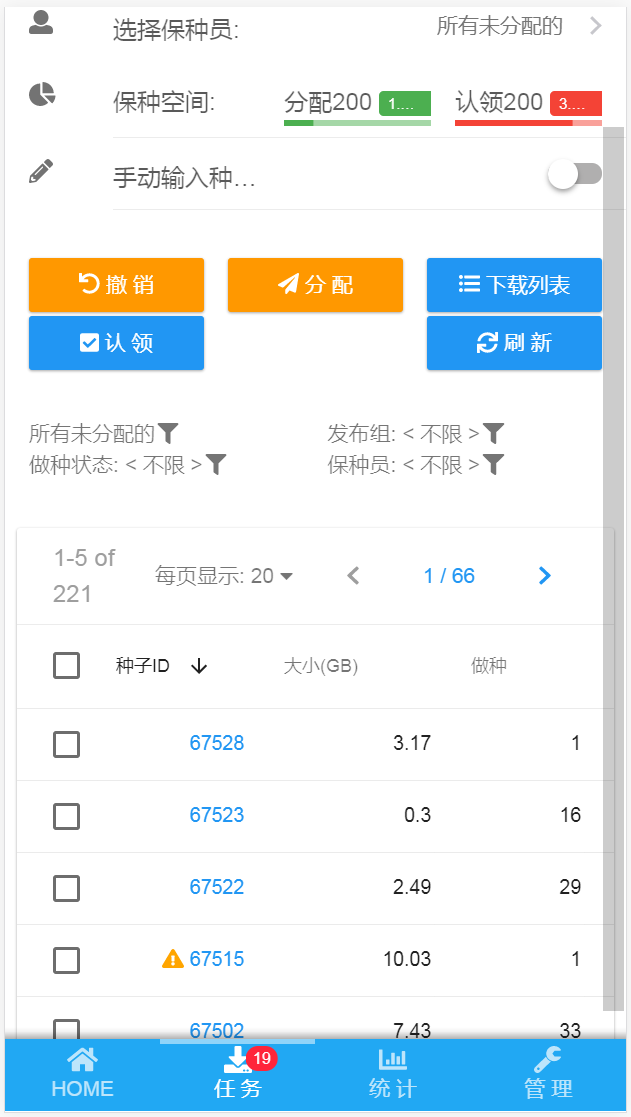 选择保种员: 所有未分配的
保种空间: 分配200 1.... 认领200 3....
手动输入种...
撤 销 分 配 下载列表
认 领 刷 新
所有未分配的 发布组: < 不限 >
做种状态: < 不限 > 保种员: < 不限 >
1-5 of 221 每页显示: 20 1 / 66
种子ID 大小(GB) 做种
67528 3.17 1
67523 0.3 16
67522 2.49 29
67515 10.03 1
67502 7.43 33
19
HOME 任 务 统 计 管 理